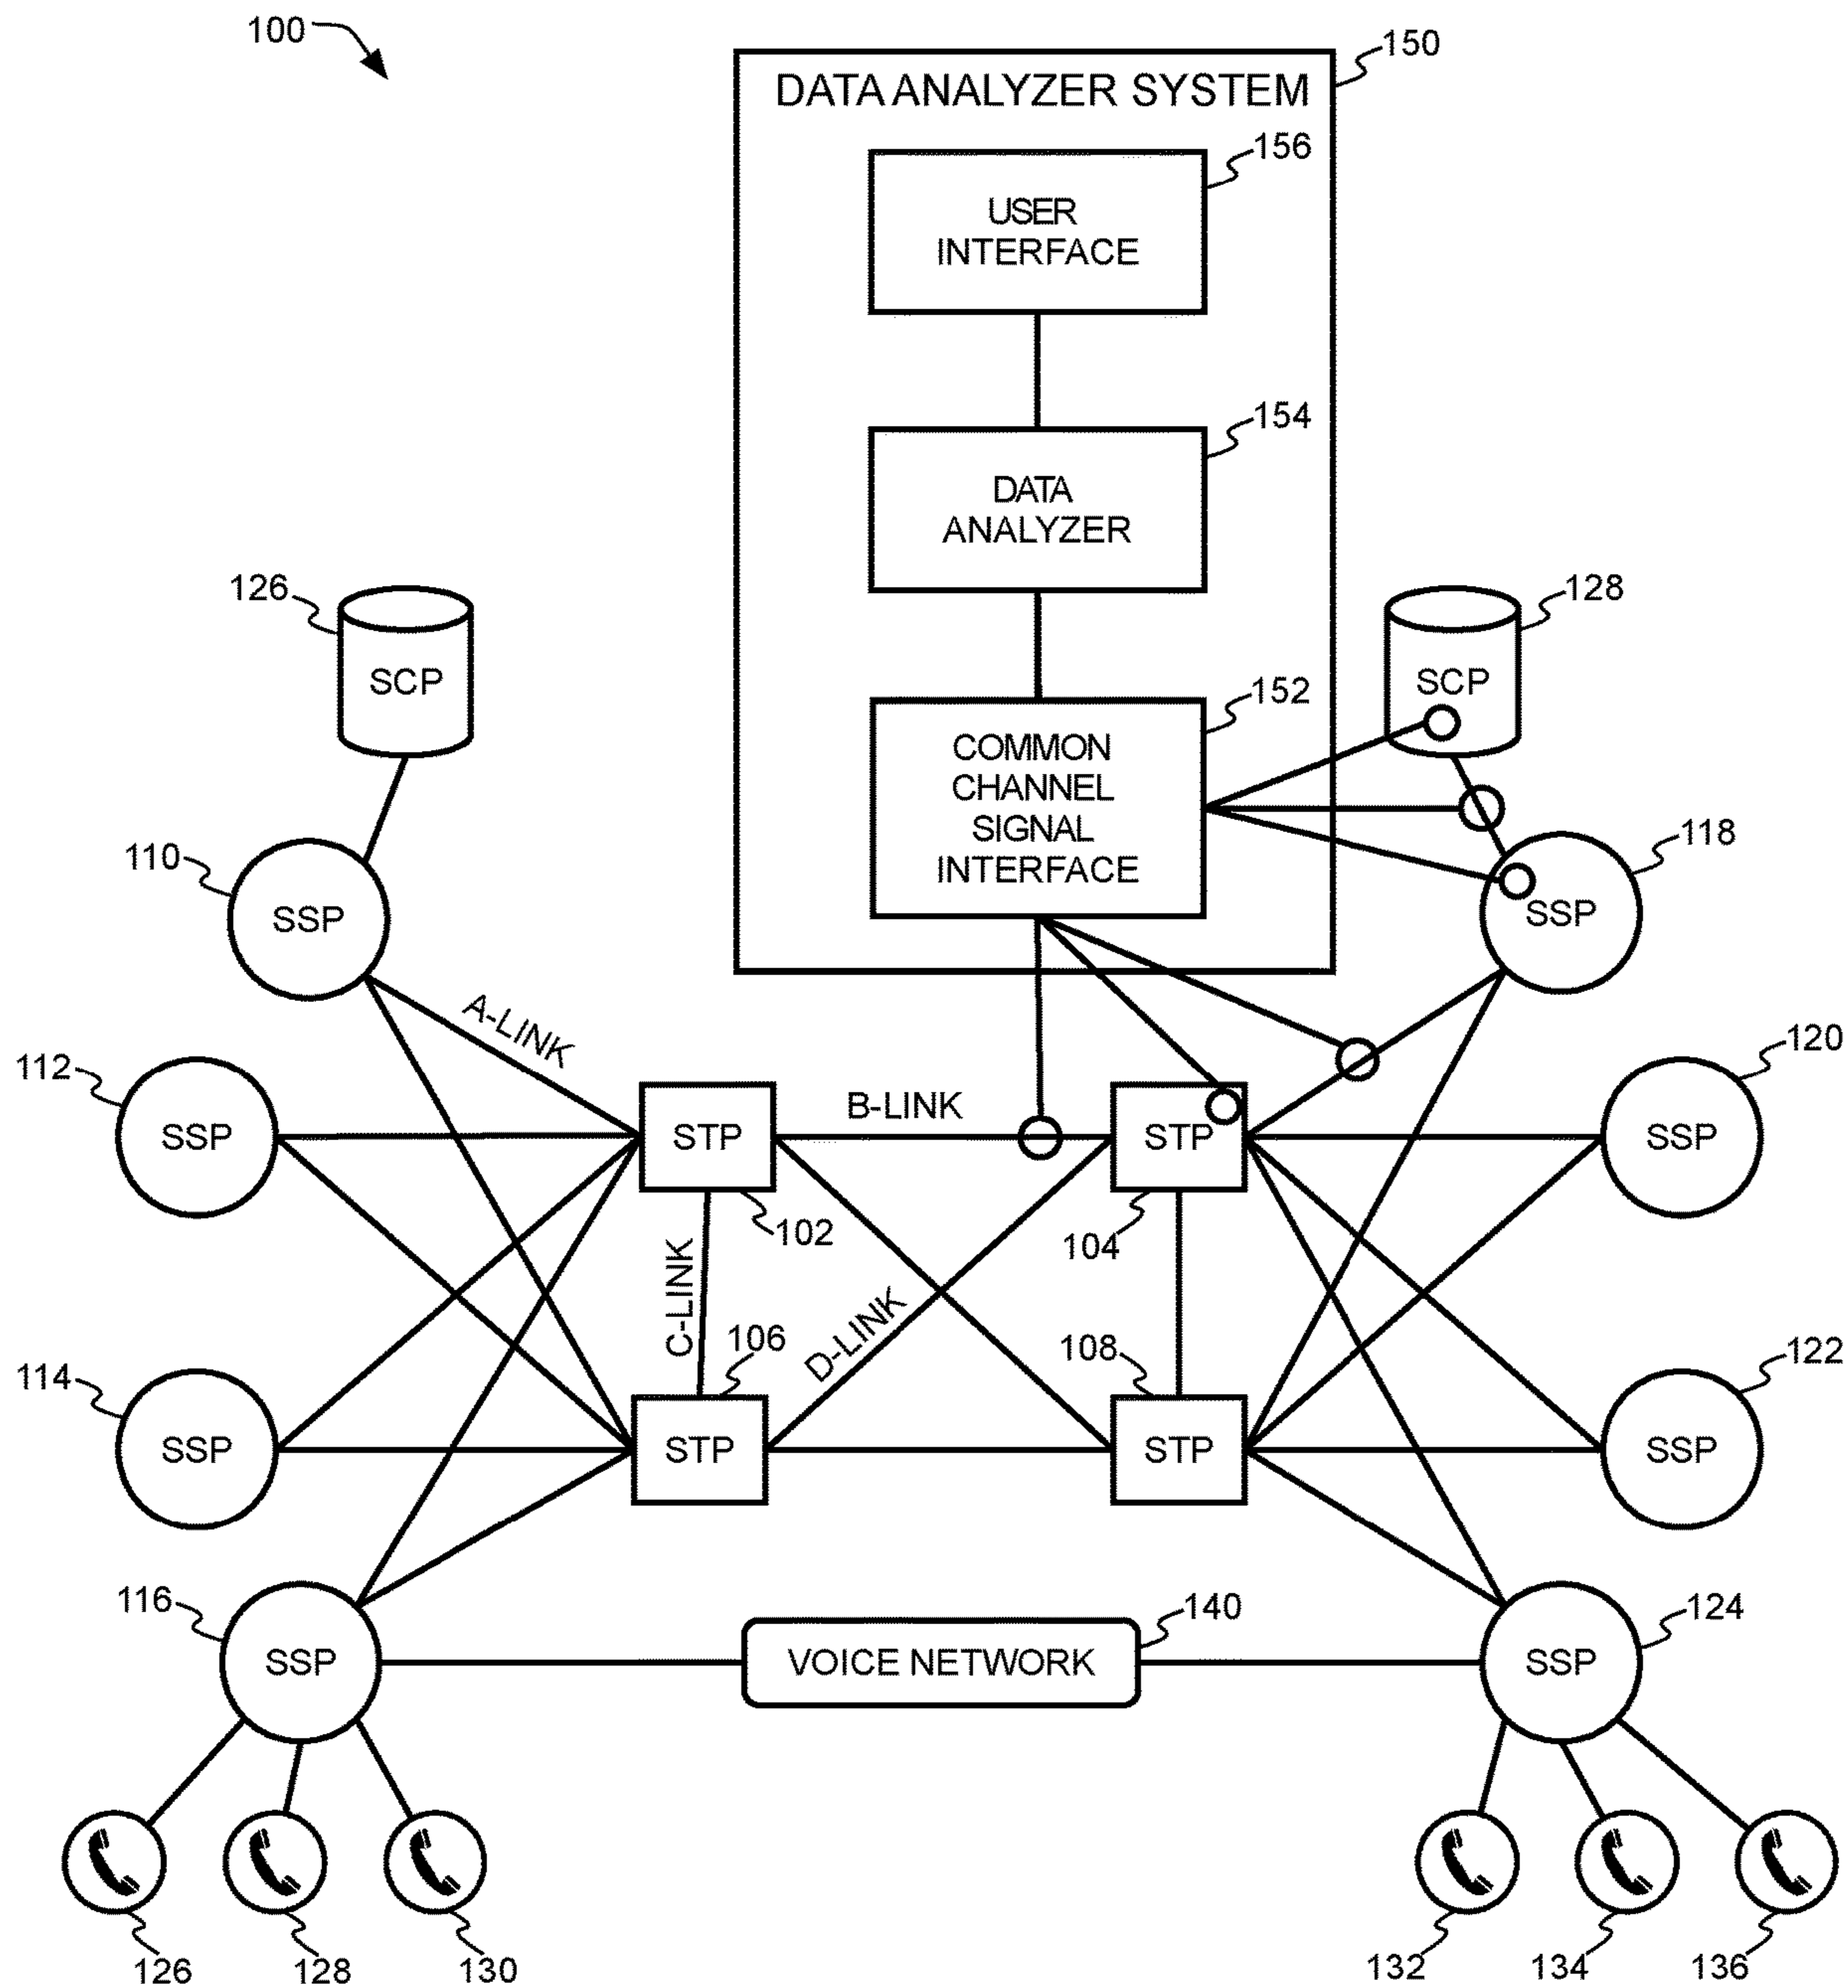 100
150
DATA ANALYZER SYSTEM
156
USER
INTERFACE
154
DATA
ANALYZER
126
SCP
128
SCP
152
COMMON
CHANNEL
SIGNAL
INTERFACE
110
SSP
118
SSP
A-LINK
112
SSP
STP
102
B-LINK
STP
104
120
SSP
C-LINK
D-LINK
114
SSP
106
STP
108
STP
122
SSP
116
SSP
140
VOICE NETWORK
124
SSP
126
128
130
132
134
136